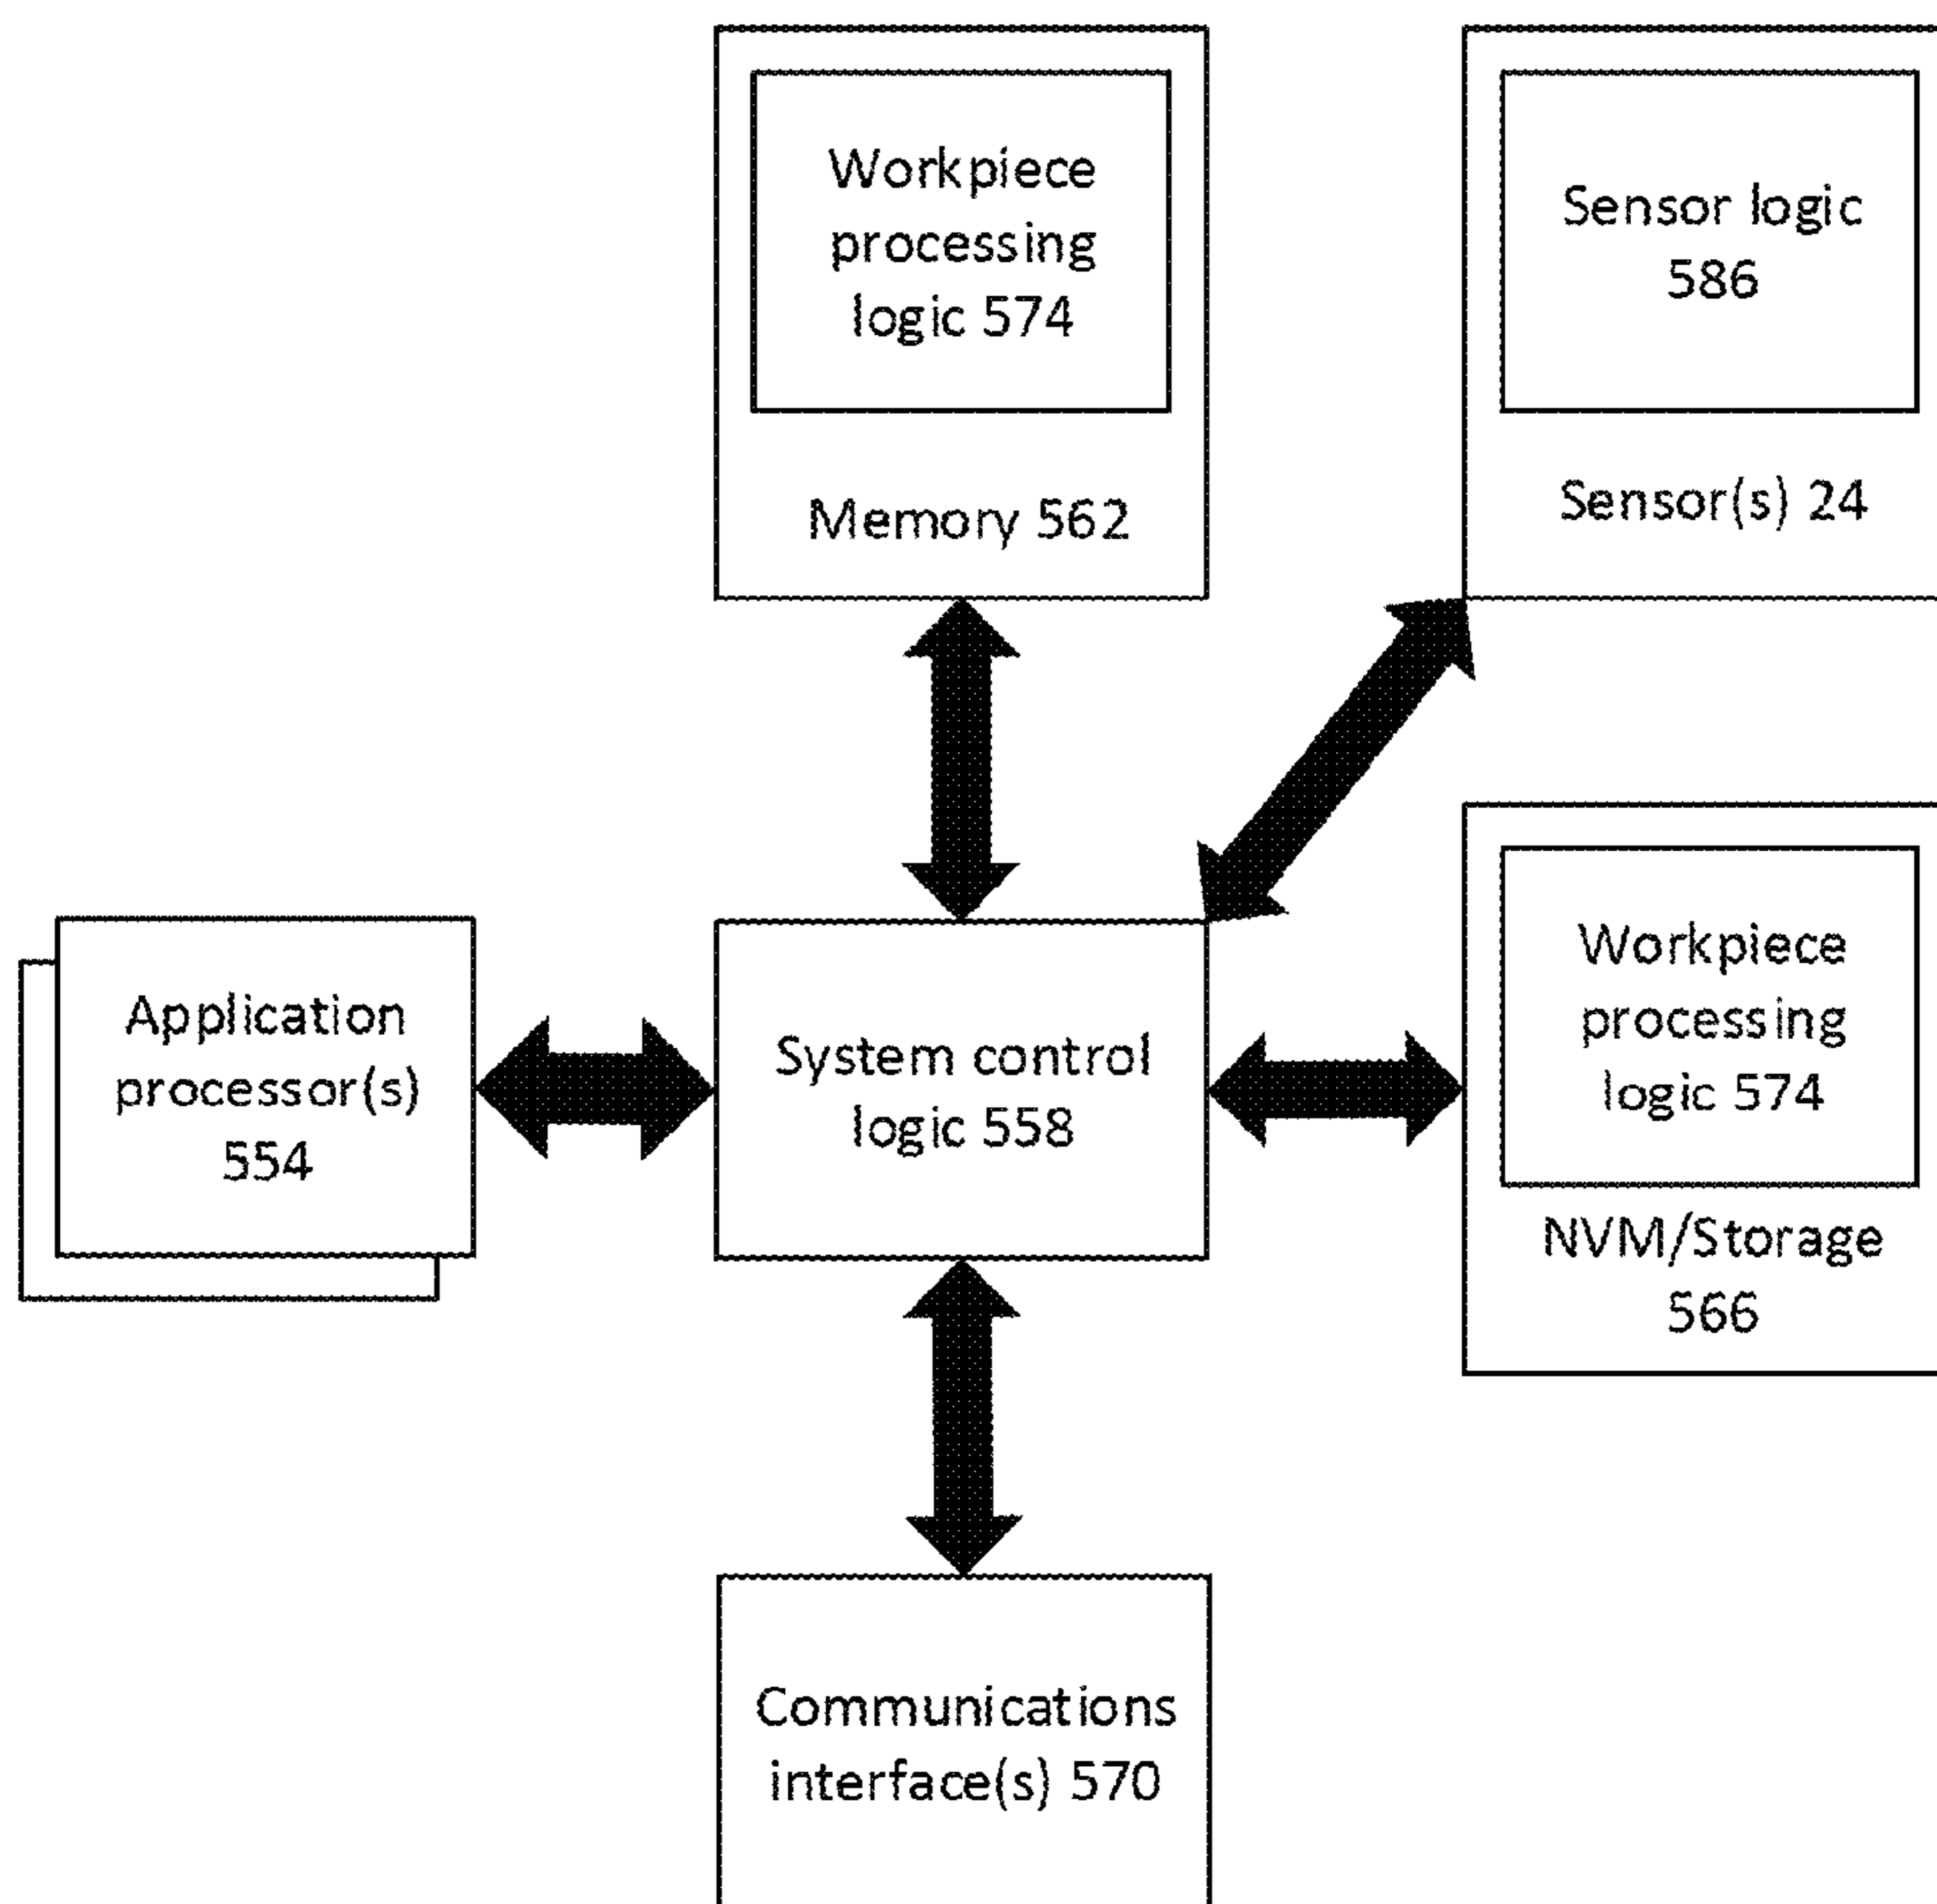 Workpiece
processing
logic 574
Memory 562
Sensor logic
586
Sensor(s) 24
Application
processor(s)
554
System control
logic 558
Workpiece
processing
logic 574
NVM/Storage
566
Communications
interface(s) 570